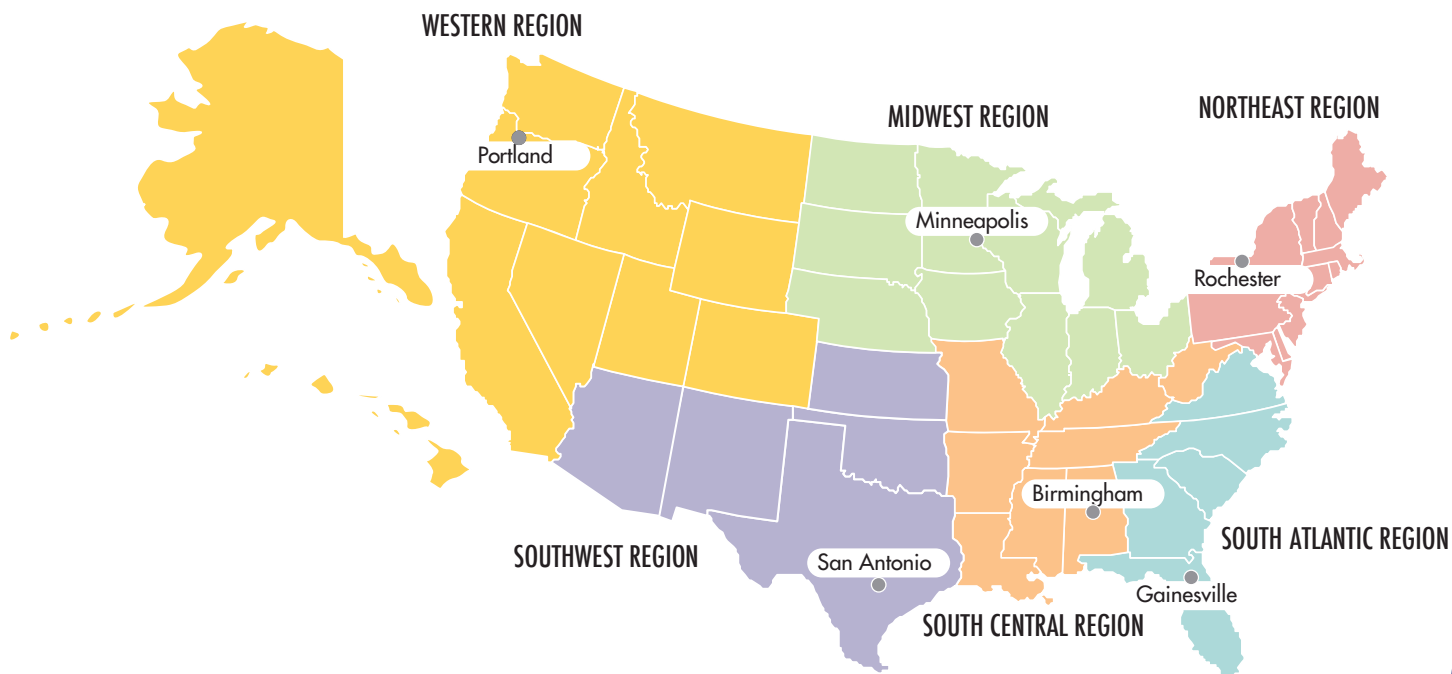 WESTERN REGION
NORTHEAST REGION
MIDWEST REGION
Portland
Minneapolis
Rochester
Birmingham
SOUTH ATLANTIC REGION
SOUTHWEST REGION
San Antonio
Gainesville
SOUTH CENTRAL REGION